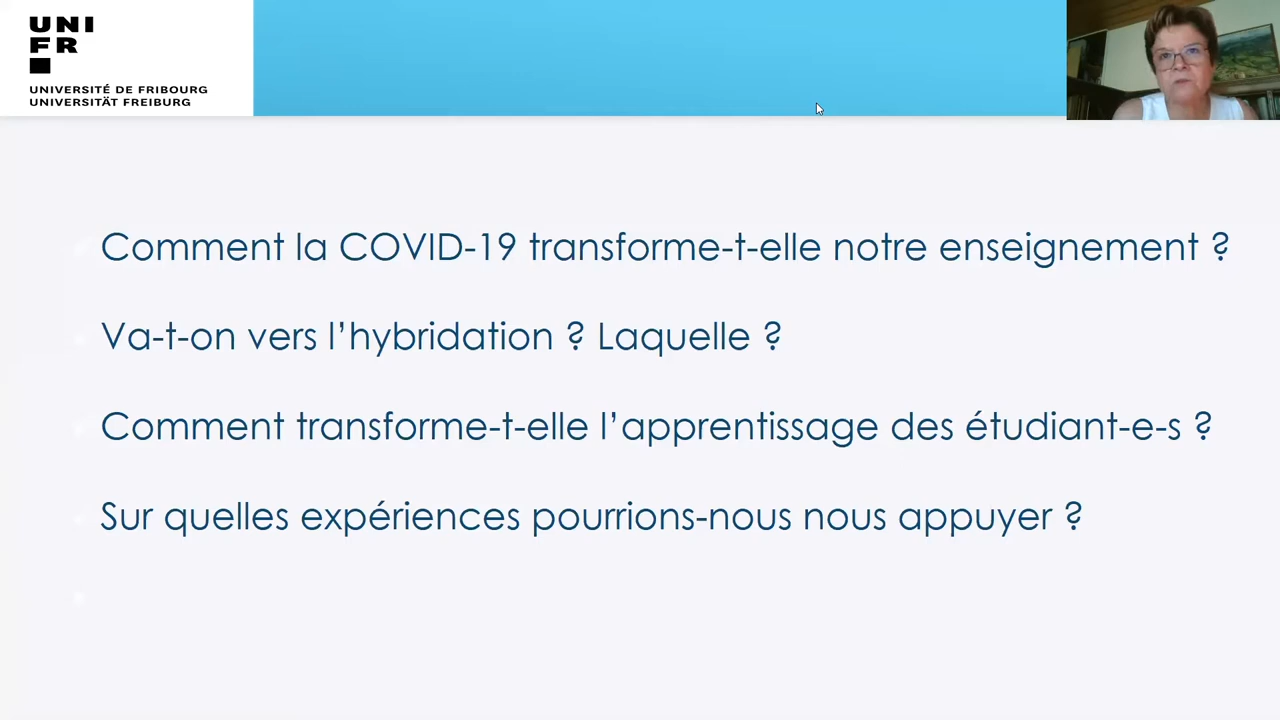 UNI
FR
UNIVERSITÉ DE FRIBOURG
UNIVERSITÄT FREIBURG
Comment la COVID-19 transforme-t-elle notre enseignement ?
Va-t-on vers l’hybridation ? Laquelle ?
Comment transforme-t-elle l’apprentissage des étudiant-e-s ?
Sur quelles expériences pourrions-nous nous appuyer ?